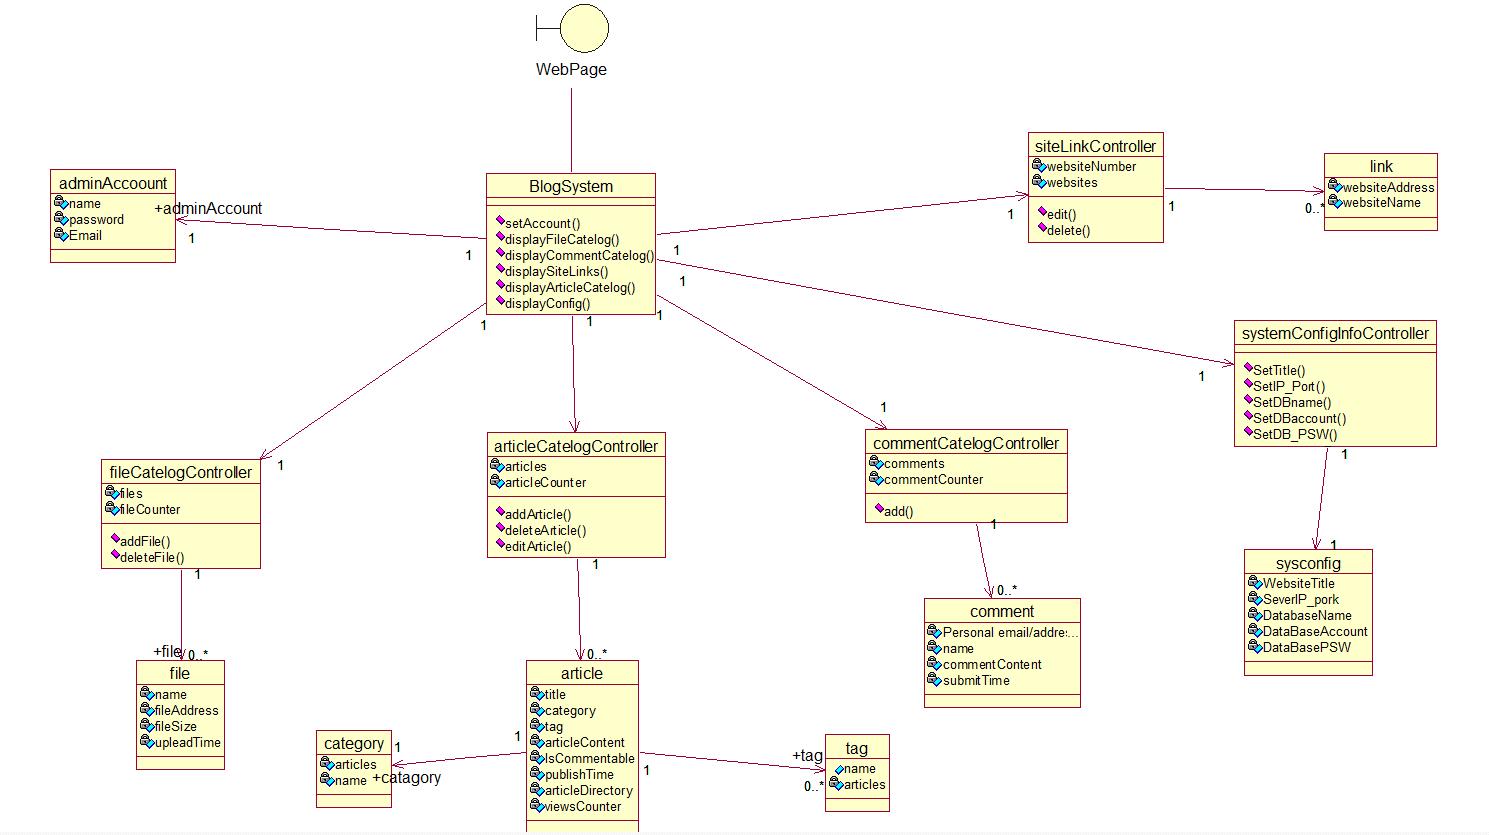 WebPage
adminAccoount
name
password
Email
+adminAccount
1
1
BlogSystem
setAccount()
displayFileCatelog()
displayCommentCatelog()
displaySiteLinks()
displayArticleCatelog()
displayConfig()
1
1
1
1
1
siteLinkController
websiteNumber
websites
edit()
delete()
1
1
link
websiteAddress
websiteName
0..*
systemConfigInfoController
SetTitle()
SetIP_Port()
SetDBname()
SetDBaccount()
SetDB_PSW()
1
1
1
sysconfig
WebsiteTitle
SeverIP_pork
DatabaseName
DataBaseAccount
DataBasePSW
fileCatelogController
files
fileCounter
addFile()
deleteFile()
1
1
+file
0..*
file
name
fileAddress
fileSize
upleadTime
articleCatelogController
articles
articleCounter
addArticle()
deleteArticle()
editArticle()
1
0..*
article
title
category
tag
articleContent
IsCommentable
publishTime
articleDirectory
viewsCounter
1
1
commentCatelogController
comments
commentCounter
add()
1
1
0..*
comment
Personal email/addre:...
name
commentContent
submitTime
category
articles
name
1
+catagory
tag
name
articles
+tag
0..*